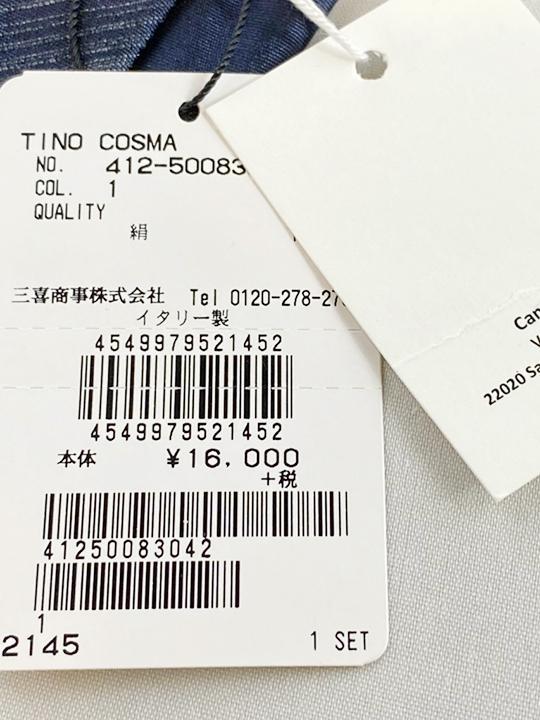 TINO COSMA
NO. 412-50083
COL. 1
QUALITY
絹
三喜商事株式会社 Tel 0120-278-27
イタリー製
4549979521452
4549979521452
本体 ¥16,000
+税
41250083042
1
2145 1 SET
22020